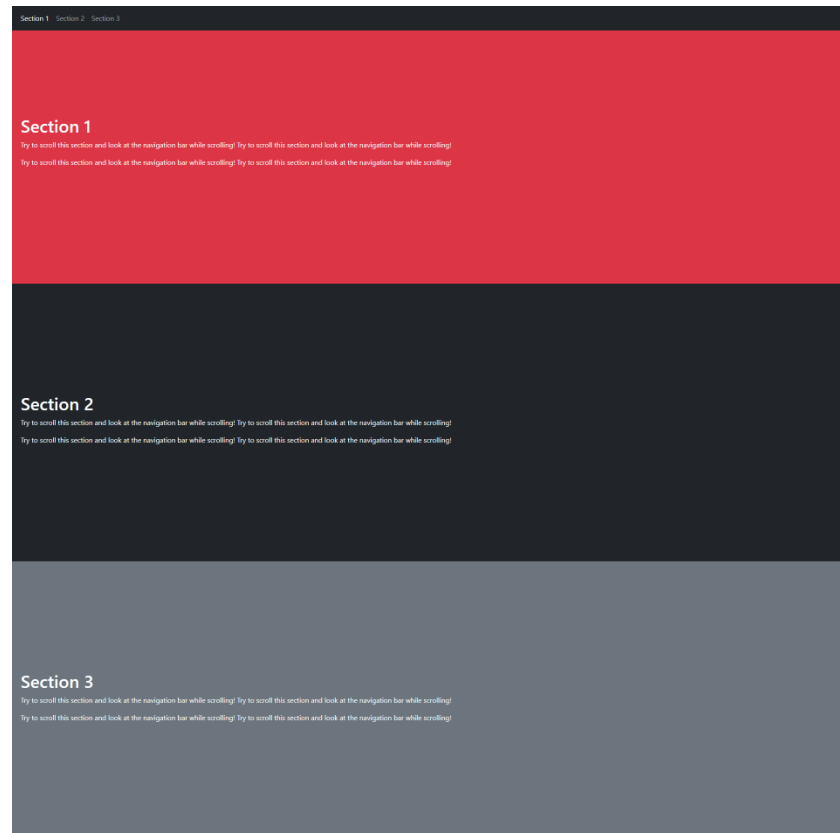 Section 1 Section 2 Section 3
Section 1
Try to scroll this section and look at the navigation bar while scrolling! Try to scroll this section and look at the navigation bar while scrolling!
Try to scroll this section and look at the navigation bar while scrolling! Try to scroll this section and look at the navigation bar while scrolling!
Section 2
Try to scroll this section and look at the navigation bar while scrolling! Try to scroll this section and look at the navigation bar while scrolling!
Try to scroll this section and look at the navigation bar while scrolling! Try to scroll this section and look at the navigation bar while scrolling!
Section 3
Try to scroll this section and look at the navigation bar while scrolling! Try to scroll this section and look at the navigation bar while scrolling!
Try to scroll this section and look at the navigation bar while scrolling! Try to scroll this section and look at the navigation bar while scrolling!